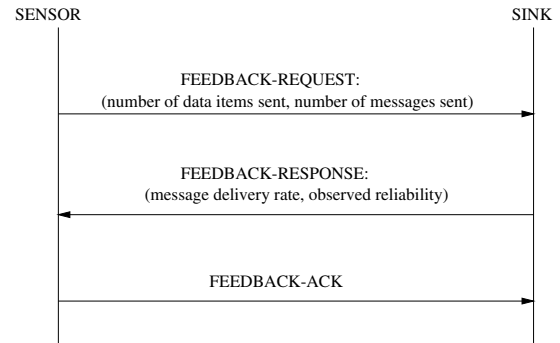 SENSOR
SINK
FEEDBACK-REQUEST:
(number of data items sent, number of messages sent)
FEEDBACK-RESPONSE:
(message delivery rate, observed reliability)
FEEDBACK-ACK